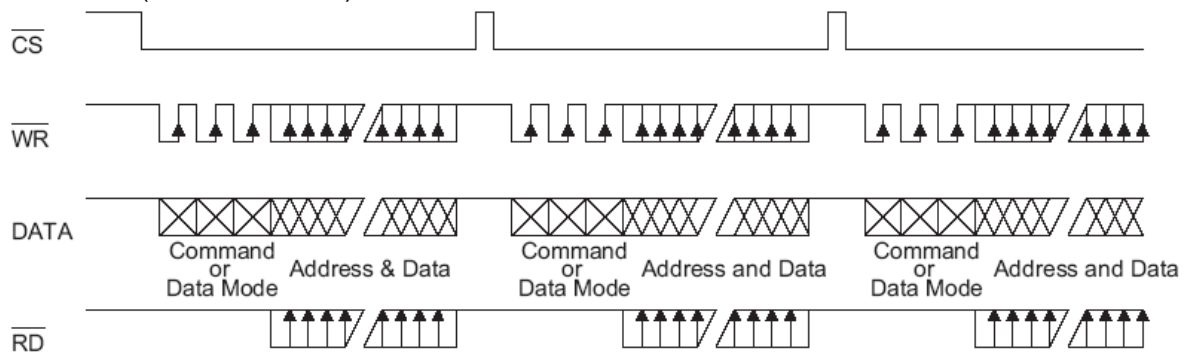 CS
WR
DATA
Command
or
Data Mode
Address & Data
Command
or
Data Mode
Address and Data
Command
or
Data Mode
Address and Data
RD